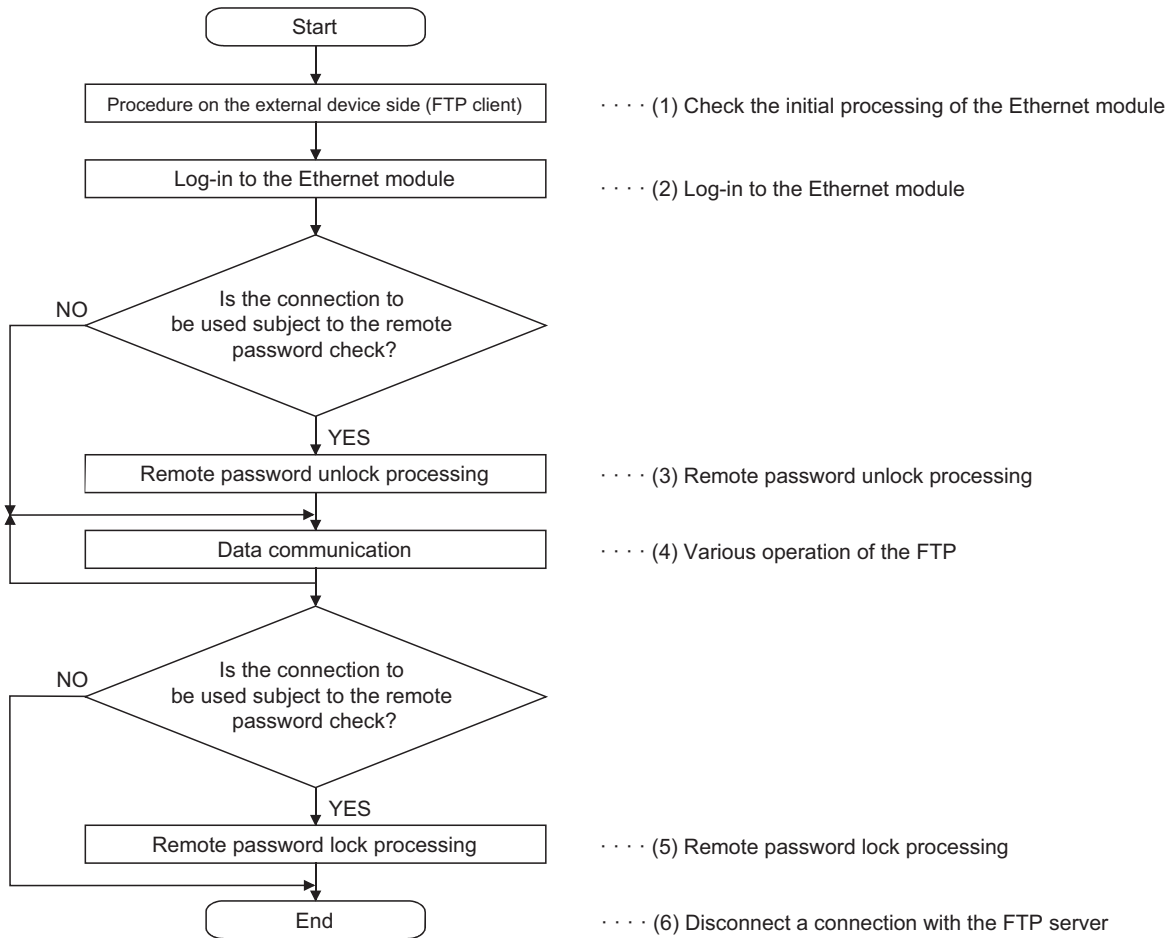 Start
Procedure on the external device side (FTP client)
· · · · (1) Check the initial processing of the Ethernet module
Log-in to the Ethernet module
· · · · (2) Log-in to the Ethernet module
NO
Is the connection to
be used subject to the remote
password check?
YES
Remote password unlock processing
· · · · (3) Remote password unlock processing
Data communication
· · · · (4) Various operation of the FTP
NO
Is the connection to
be used subject to the remote
password check?
YES
Remote password lock processing
· · · · (5) Remote password lock processing
End
· · · · (6) Disconnect a connection with the FTP server